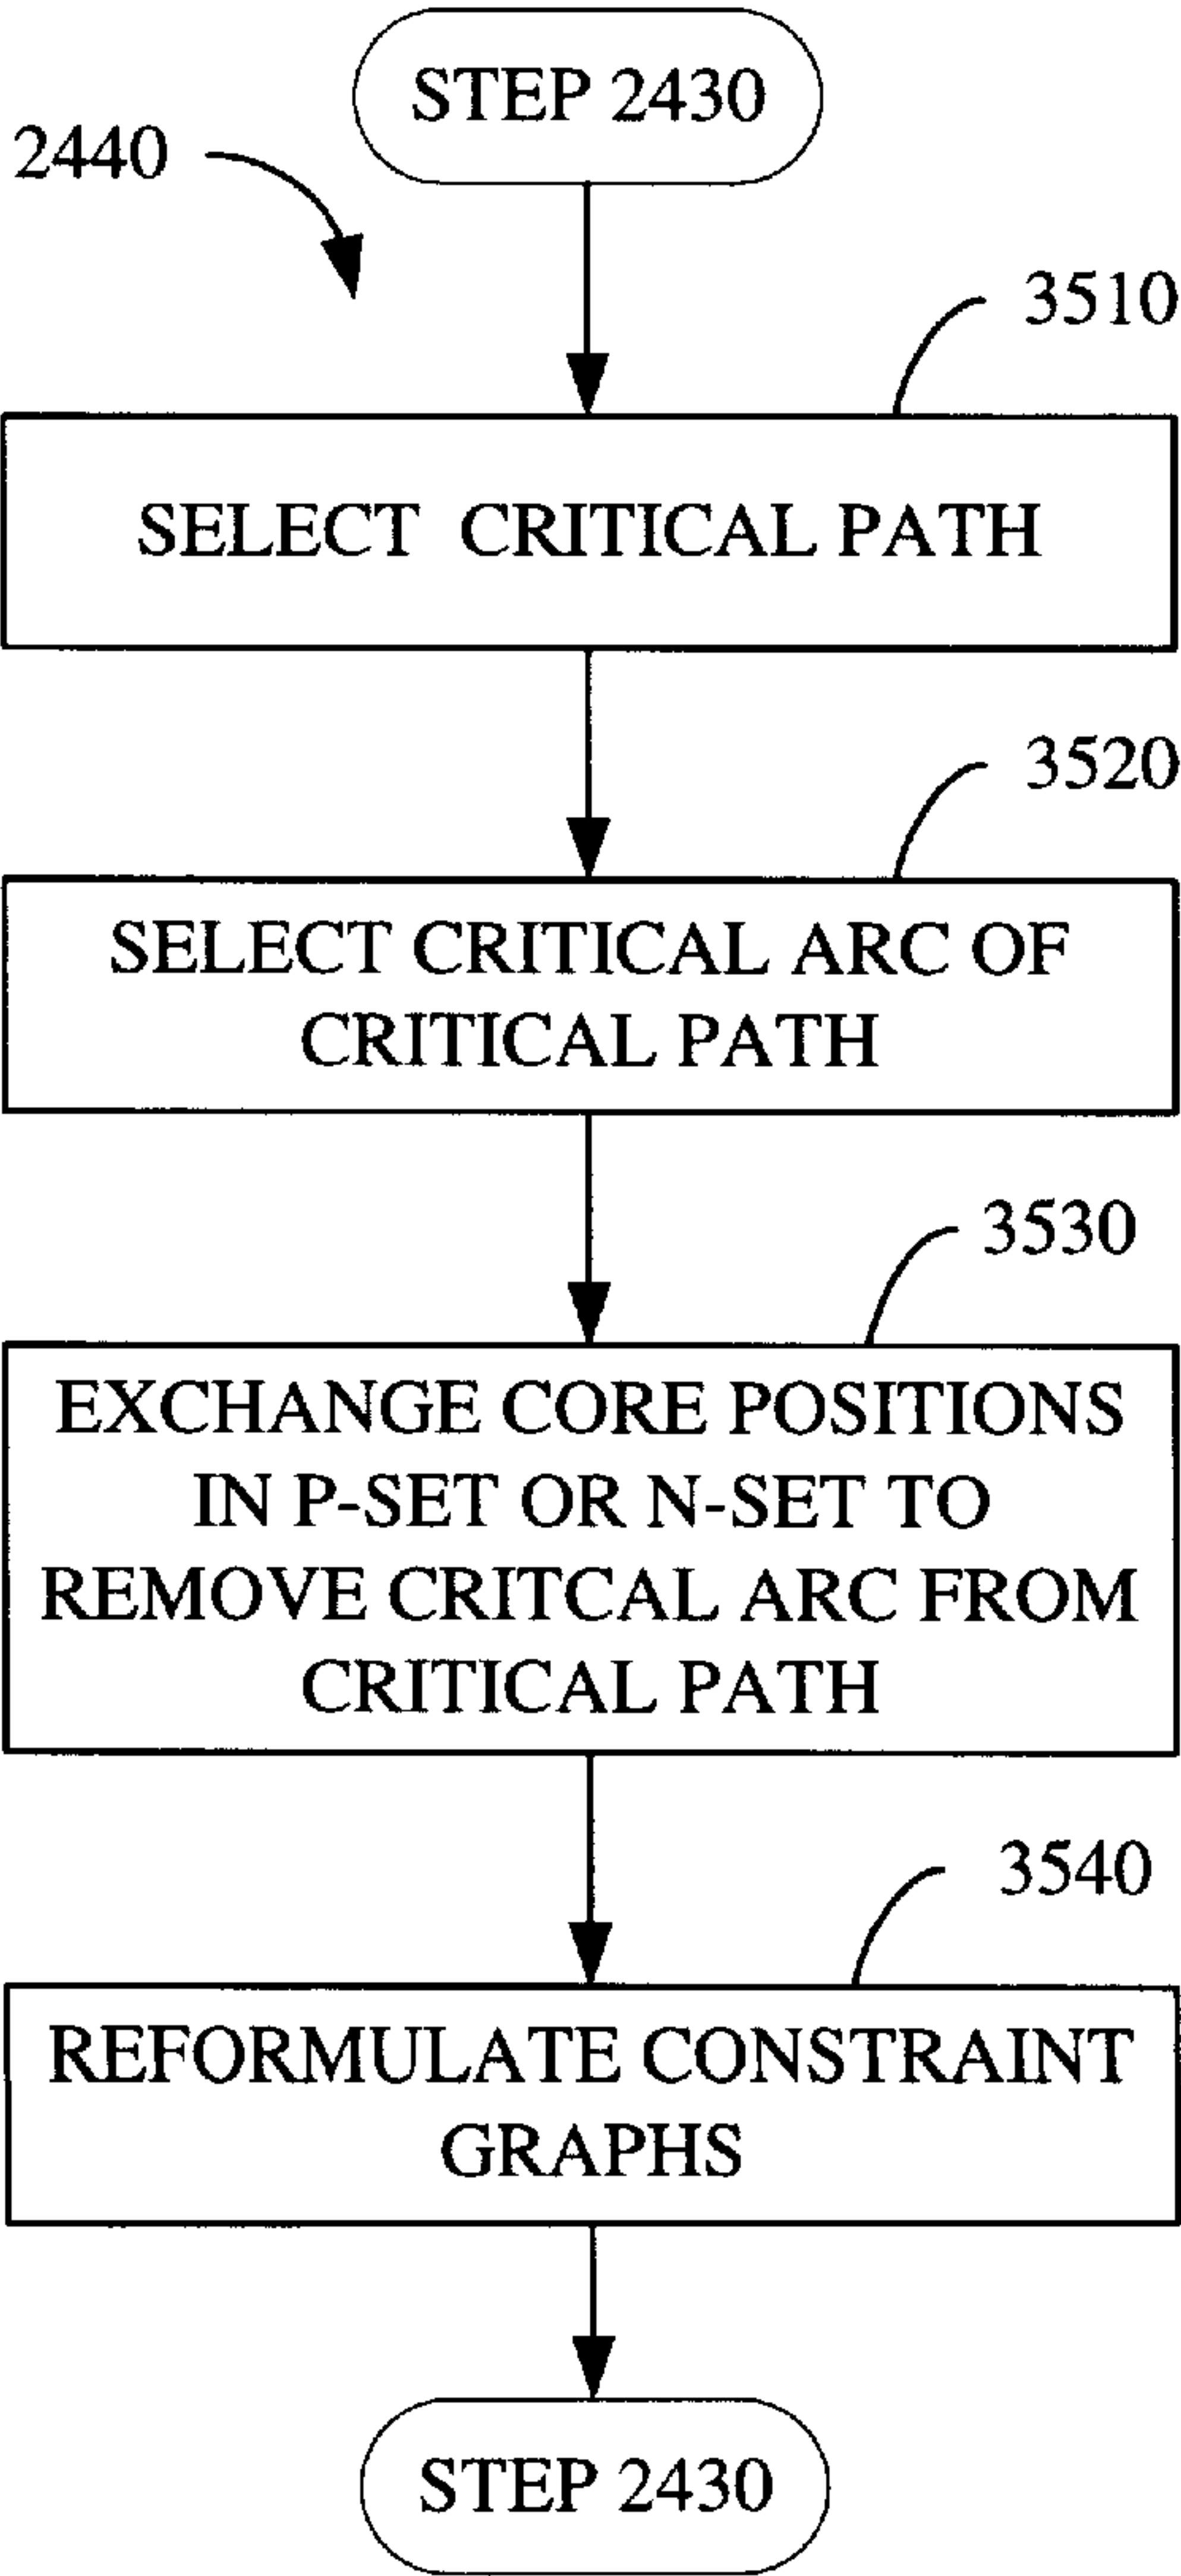 STEP 2430
2440
3510
SELECT CRITICAL PATH
3520
SELECT CRITICAL ARC OF
CRITICAL PATH
3530
EXCHANGE CORE POSITIONS
IN P-SET OR N-SET TO
REMOVE CRITCAL ARC FROM
CRITICAL PATH
3540
REFORMULATE CONSTRAINT
GRAPHS
STEP 2430